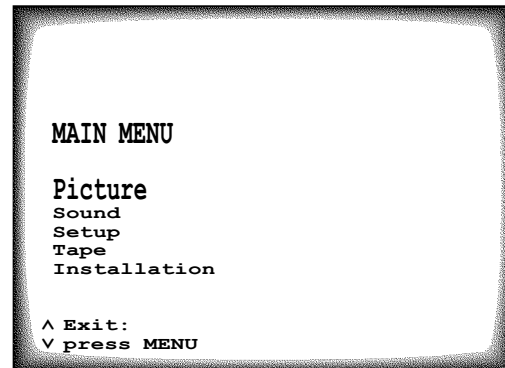 MAIN MENU
Picture
Sound
Setup
Tape
Installation
∧ Exit:
∨ press MENU